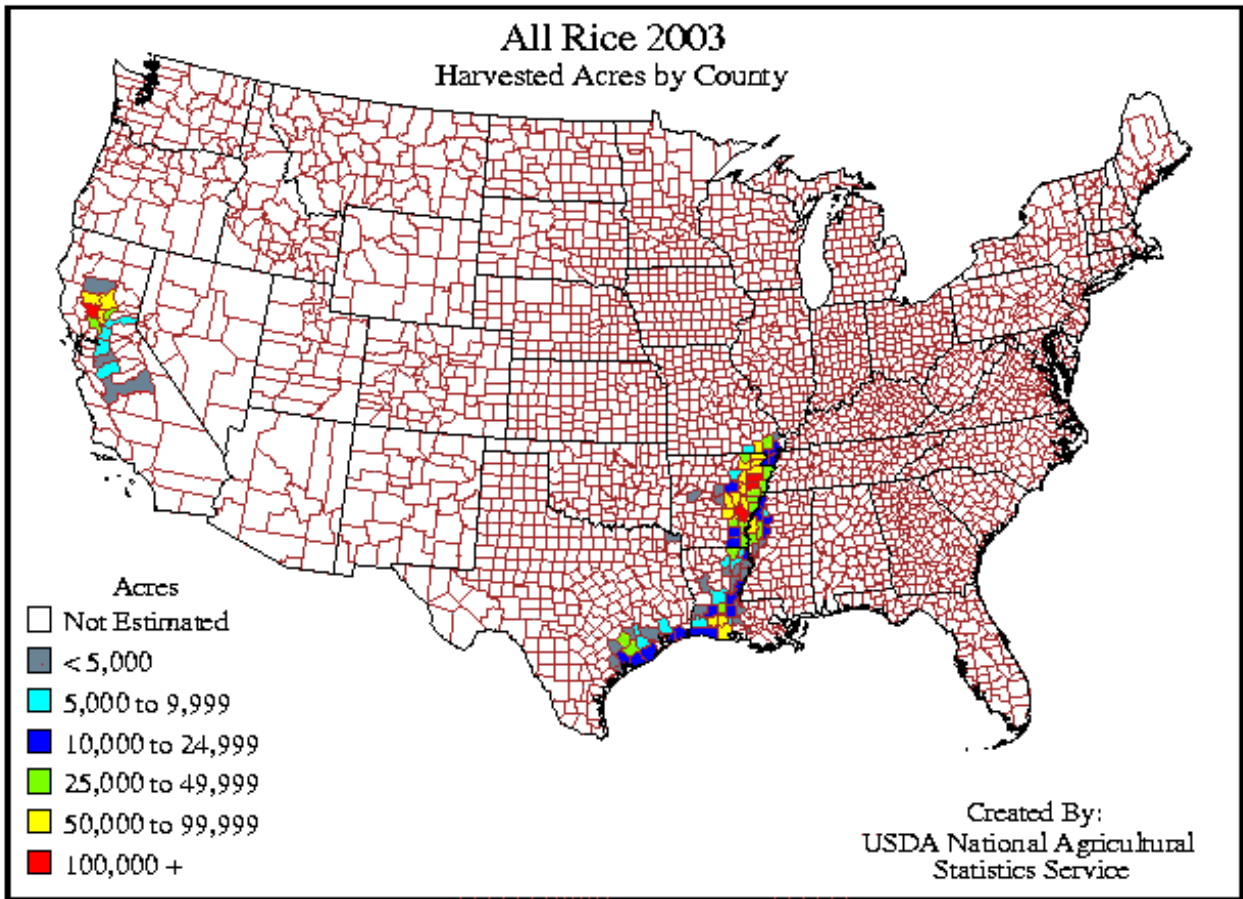 All Rice 2003
Harvested Acres by County
Acres
Not Estimated
< 5,000
5,000 to 9,999
10,000 to 24,999
25,000 to 49,999
50,000 to 99,999
100,000 +
Created By:
USDA National Agricultural
Statistics Service